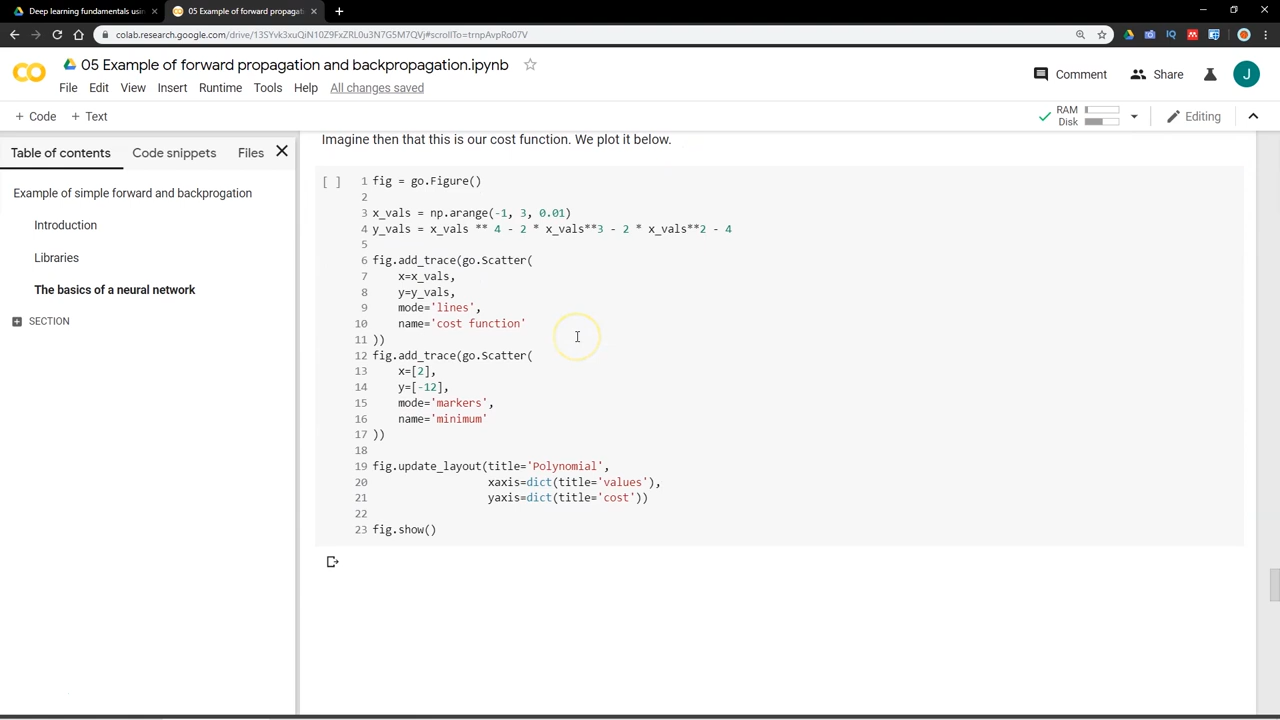 Deep learning fundamentals usin
05 Example of forward propagati
colab.research.google.com/drive/13SYvk3xuQiN10Z9FxZRL0u3N7G5M7QVj#scrollTo=trnpAvpRo07V
05 Example of forward propagation and backpropagation.ipynb
Comment
Share
J
File Edit View Insert Runtime Tools Help All changes saved
+ Code + Text
RAM
Disk
Editing
Table of contents Code snippets Files
Example of simple forward and backprogation
Introduction
Libraries
The basics of a neural network
SECTION
Imagine then that this is our cost function. We plot it below.
[ ] 1 fig = go.Figure()
2
3 x_vals = np.arange(-1, 3, 0.01)
4 y_vals = x_vals ** 4 - 2 * x_vals**3 - 2 * x_vals**2 - 4
5
6 fig.add_trace(go.Scatter(
7 x=x_vals,
8 y=y_vals,
9 mode='lines',
10 name='cost function'
11 ))
12 fig.add_trace(go.Scatter(
13 x=[2],
14 y=[-12],
15 mode='markers',
16 name='minimum'
17 ))
18
19 fig.update_layout(title='Polynomial',
20 xaxis=dict(title='values'),
21 yaxis=dict(title='cost'))
22
23 fig.show()